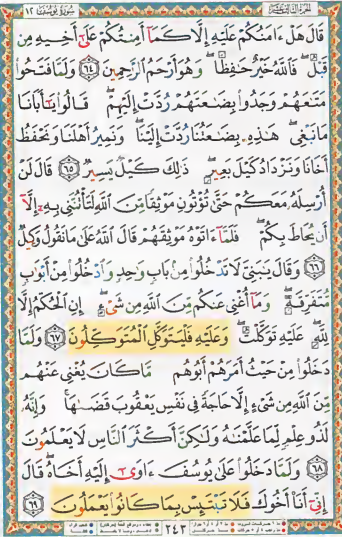 سورة يوسف ١٢
قَالَ هَلْ ءَامَنُكُمْ عَلَيْهِ إِلَّا كَمَآ أَمِنتُكُمْ عَلَىٰٓ أَخِيهِ مِن
قَبْلُ ۖ فَٱللَّهُ خَيْرٌ حَـٰفِظًا ۖ وَهُوَ أَرْحَمُ ٱلرَّٰحِمِينَ ٦٤ وَلَمَّا فَتَحُوا۟
مَتَـٰعَهُمْ وَجَدُوا۟ بِضَـٰعَتَهُمْ رُدَّتْ إِلَيْهِمْ ۖ قَالُوا۟ يَـٰٓأَبَانَا
مَا نَبْغِى ۖ هَـٰذِهِۦ بِضَـٰعَتُنَا رُدَّتْ إِلَيْنَا ۖ وَنَمِيرُ أَهْلَنَا وَنَحْفَظُ
أَخَانَا وَنَزْدَادُ كَيْلَ بَعِيرٍ ۖ ذَٰلِكَ كَيْلٌ يَسِيرٌ ٦٥ قَالَ لَنْ
أُرْسِلَهُۥ مَعَكُمْ حَتَّىٰ تُؤْتُونِ مَوْثِقًا مِّنَ ٱللَّهِ لَتَأْتُنَّنِى بِهِۦٓ إِلَّآ
أَن يُحَاطَ بِكُمْ ۖ فَلَمَّآ ءَاتَوْهُ مَوْثِقَهُمْ قَالَ ٱللَّهُ عَلَىٰ مَا نَقُولُ وَكِيلٌ
٦٦ وَقَالَ يَـٰبَنِىَّ لَا تَدْخُلُوا۟ مِنۢ بَابٍ وَٰحِدٍ وَٱدْخُلُوا۟ مِنْ أَبْوَٰبٍ
مُّتَفَرِّقَةٍ ۖ وَمَآ أُغْنِى عَنكُم مِّنَ ٱللَّهِ مِن شَىْءٍ ۖ إِنِ ٱلْحُكْمُ إِلَّا
لِلَّهِ ۖ عَلَيْهِ تَوَكَّلْتُ ۖ وَعَلَيْهِ فَلْيَتَوَكَّلِ ٱلْمُتَوَكِّلُونَ ٦٧ وَلَمَّا
دَخَلُوا۟ مِنْ حَيْثُ أَمَرَهُمْ أَبُوهُم مَّا كَانَ يُغْنِى عَنْهُم
مِّنَ ٱللَّهِ مِن شَىْءٍ إِلَّا حَاجَةً فِى نَفْسِ يَعْقُوبَ قَضَىٰهَا ۚ وَإِنَّهُۥ
لَذُو عِلْمٍ لِّمَا عَلَّمْنَـٰهُ وَلَـٰكِنَّ أَكْثَرَ ٱلنَّاسِ لَا يَعْلَمُونَ
٦٨ وَلَمَّا دَخَلُوا۟ عَلَىٰ يُوسُفَ ءَاوَىٰٓ إِلَيْهِ أَخَاهُ ۖ قَالَ
إِنِّىٓ أَنَا۠ أَخُوكَ فَلَا تَبْتَئِسْ بِمَا كَانُوا۟ يَعْمَلُونَ ٦٩
٢٤٣